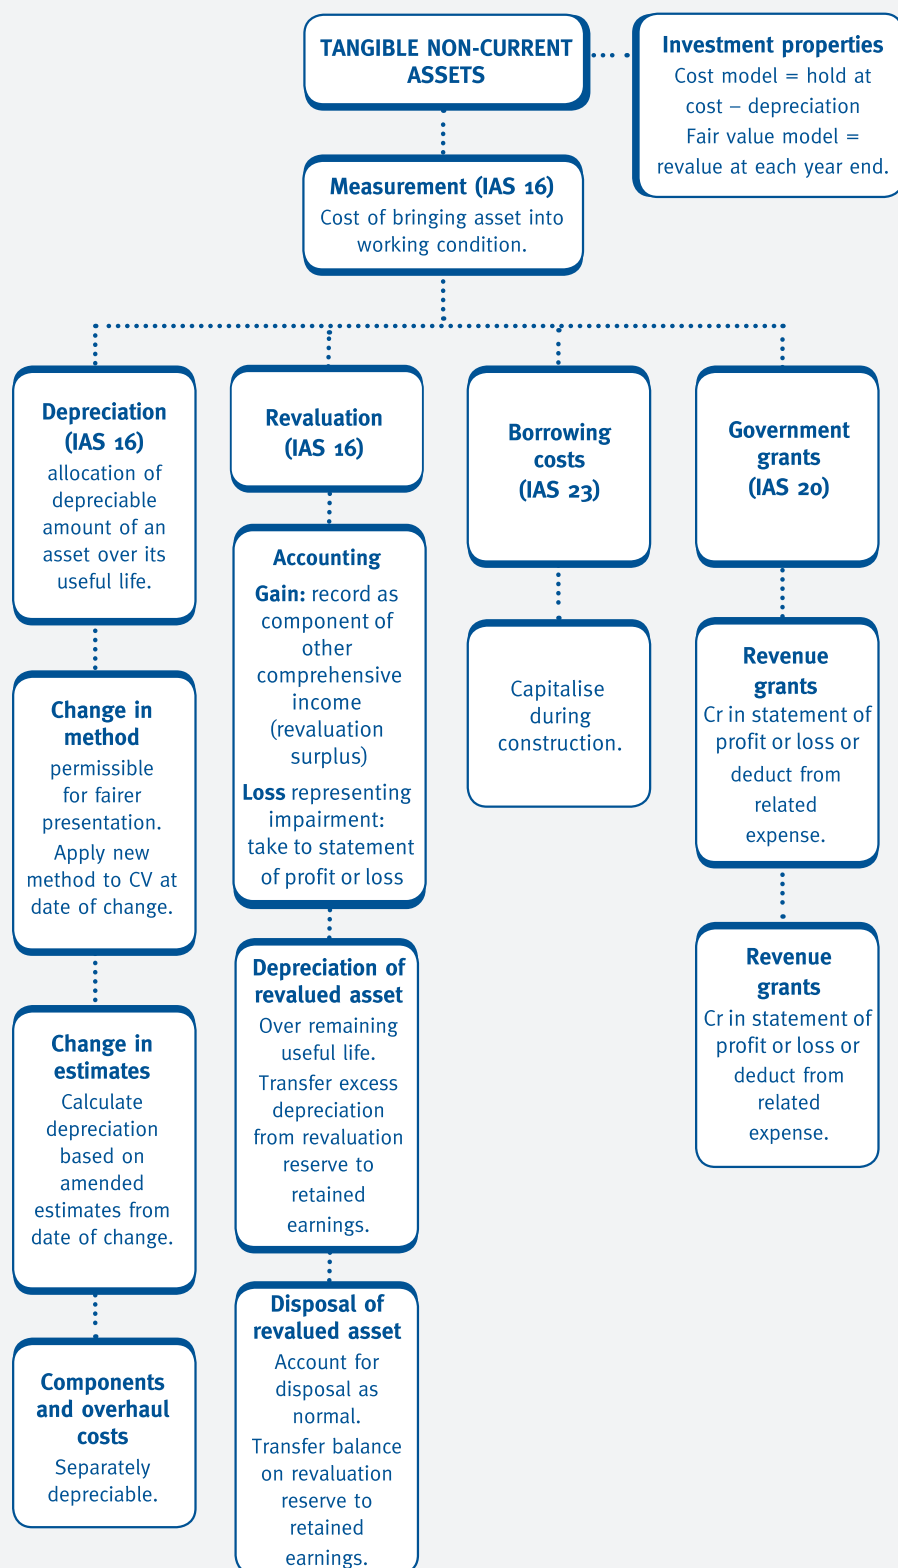 TANGIBLE NON-CURRENT
ASSETS
Investment properties
Cost model = hold at
cost – depreciation
Fair value model =
revalue at each year end.
Measurement (IAS 16)
Cost of bringing asset into
working condition.
Depreciation
(IAS 16)
allocation of
depreciable
amount of an
asset over its
useful life.
Change in
method
permissible
for fairer
presentation.
Apply new
method to CV at
date of change.
Change in
estimates
Calculate
depreciation
based on
amended
estimates from
date of change.
Components
and overhaul
costs
Separately
depreciable.
Revaluation
(IAS 16)
Accounting
Gain: record as
component of
other
comprehensive
income
(revaluation
surplus)
Loss representing
impairment:
take to statement
of profit or loss
Depreciation of
revalued asset
Over remaining
useful life.
Transfer excess
depreciation
from revaluation
reserve to
retained
earnings.
Disposal of
revalued asset
Account for
disposal as
normal.
Transfer balance
on revaluation
reserve to
retained
earnings.
Borrowing
costs
(IAS 23)
Capitalise
during
construction.
Government
grants
(IAS 20)
Revenue
grants
Cr in statement of
profit or loss or
deduct from
related
expense.
Revenue
grants
Cr in statement of
profit or loss or
deduct from
related
expense.